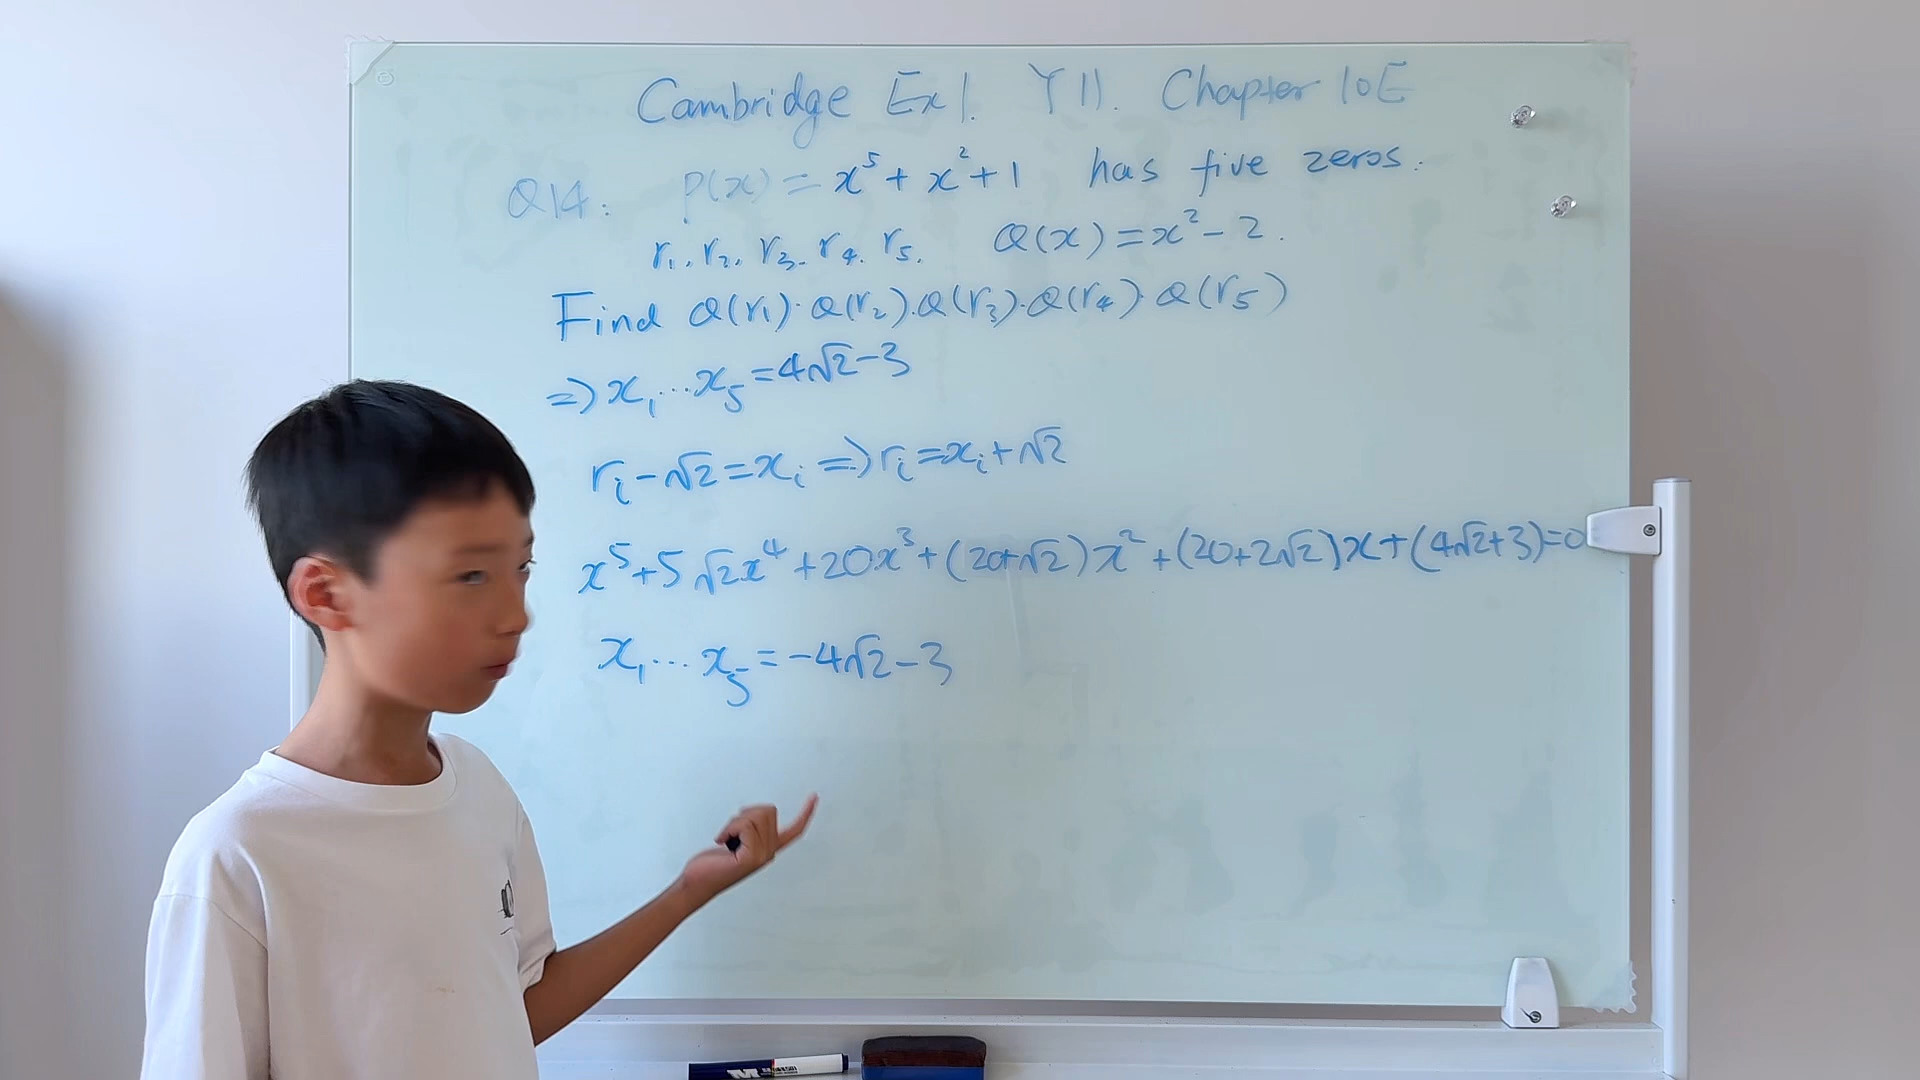 Cambridge Ex1. Y11. Chapter 10E
Q14: P(x) = x⁵ + x² + 1 has five zeros.
r₁, r₂, r₃, r₄, r₅. Q(x) = x² - 2.
Find Q(r₁)·Q(r₂)·Q(r₃)·Q(r₄)·Q(r₅)
⇒ x₁...x₅ = 4√2 - 3
rᵢ - √2 = xᵢ ⇒ rᵢ = xᵢ + √2
x⁵ + 5√2x⁴ + 20x³ + (20+√2)x² + (20+2√2)x + (4√2+3) = 0
x₁...x₅ = -4√2 - 3